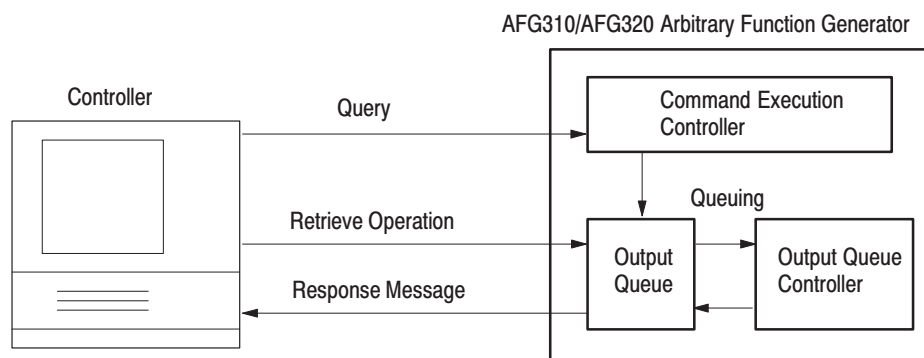 AFG310/AFG320 Arbitrary Function Generator
Controller
Query
Command Execution
Controller
Queuing
Retrieve Operation
Output
Queue
Output Queue
Controller
Response Message